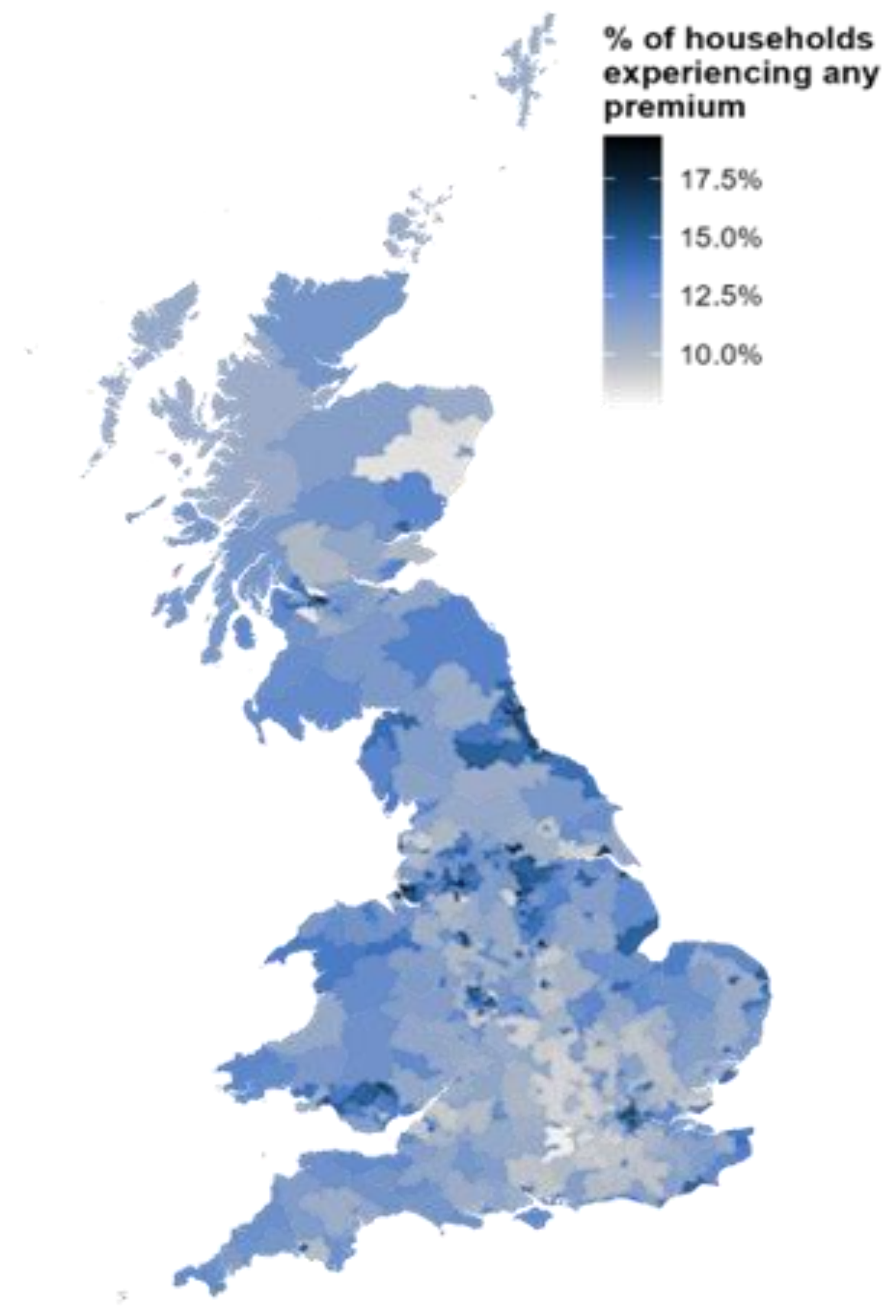 % of households
experiencing any
premium
17.5%
15.0%
12.5%
10.0%